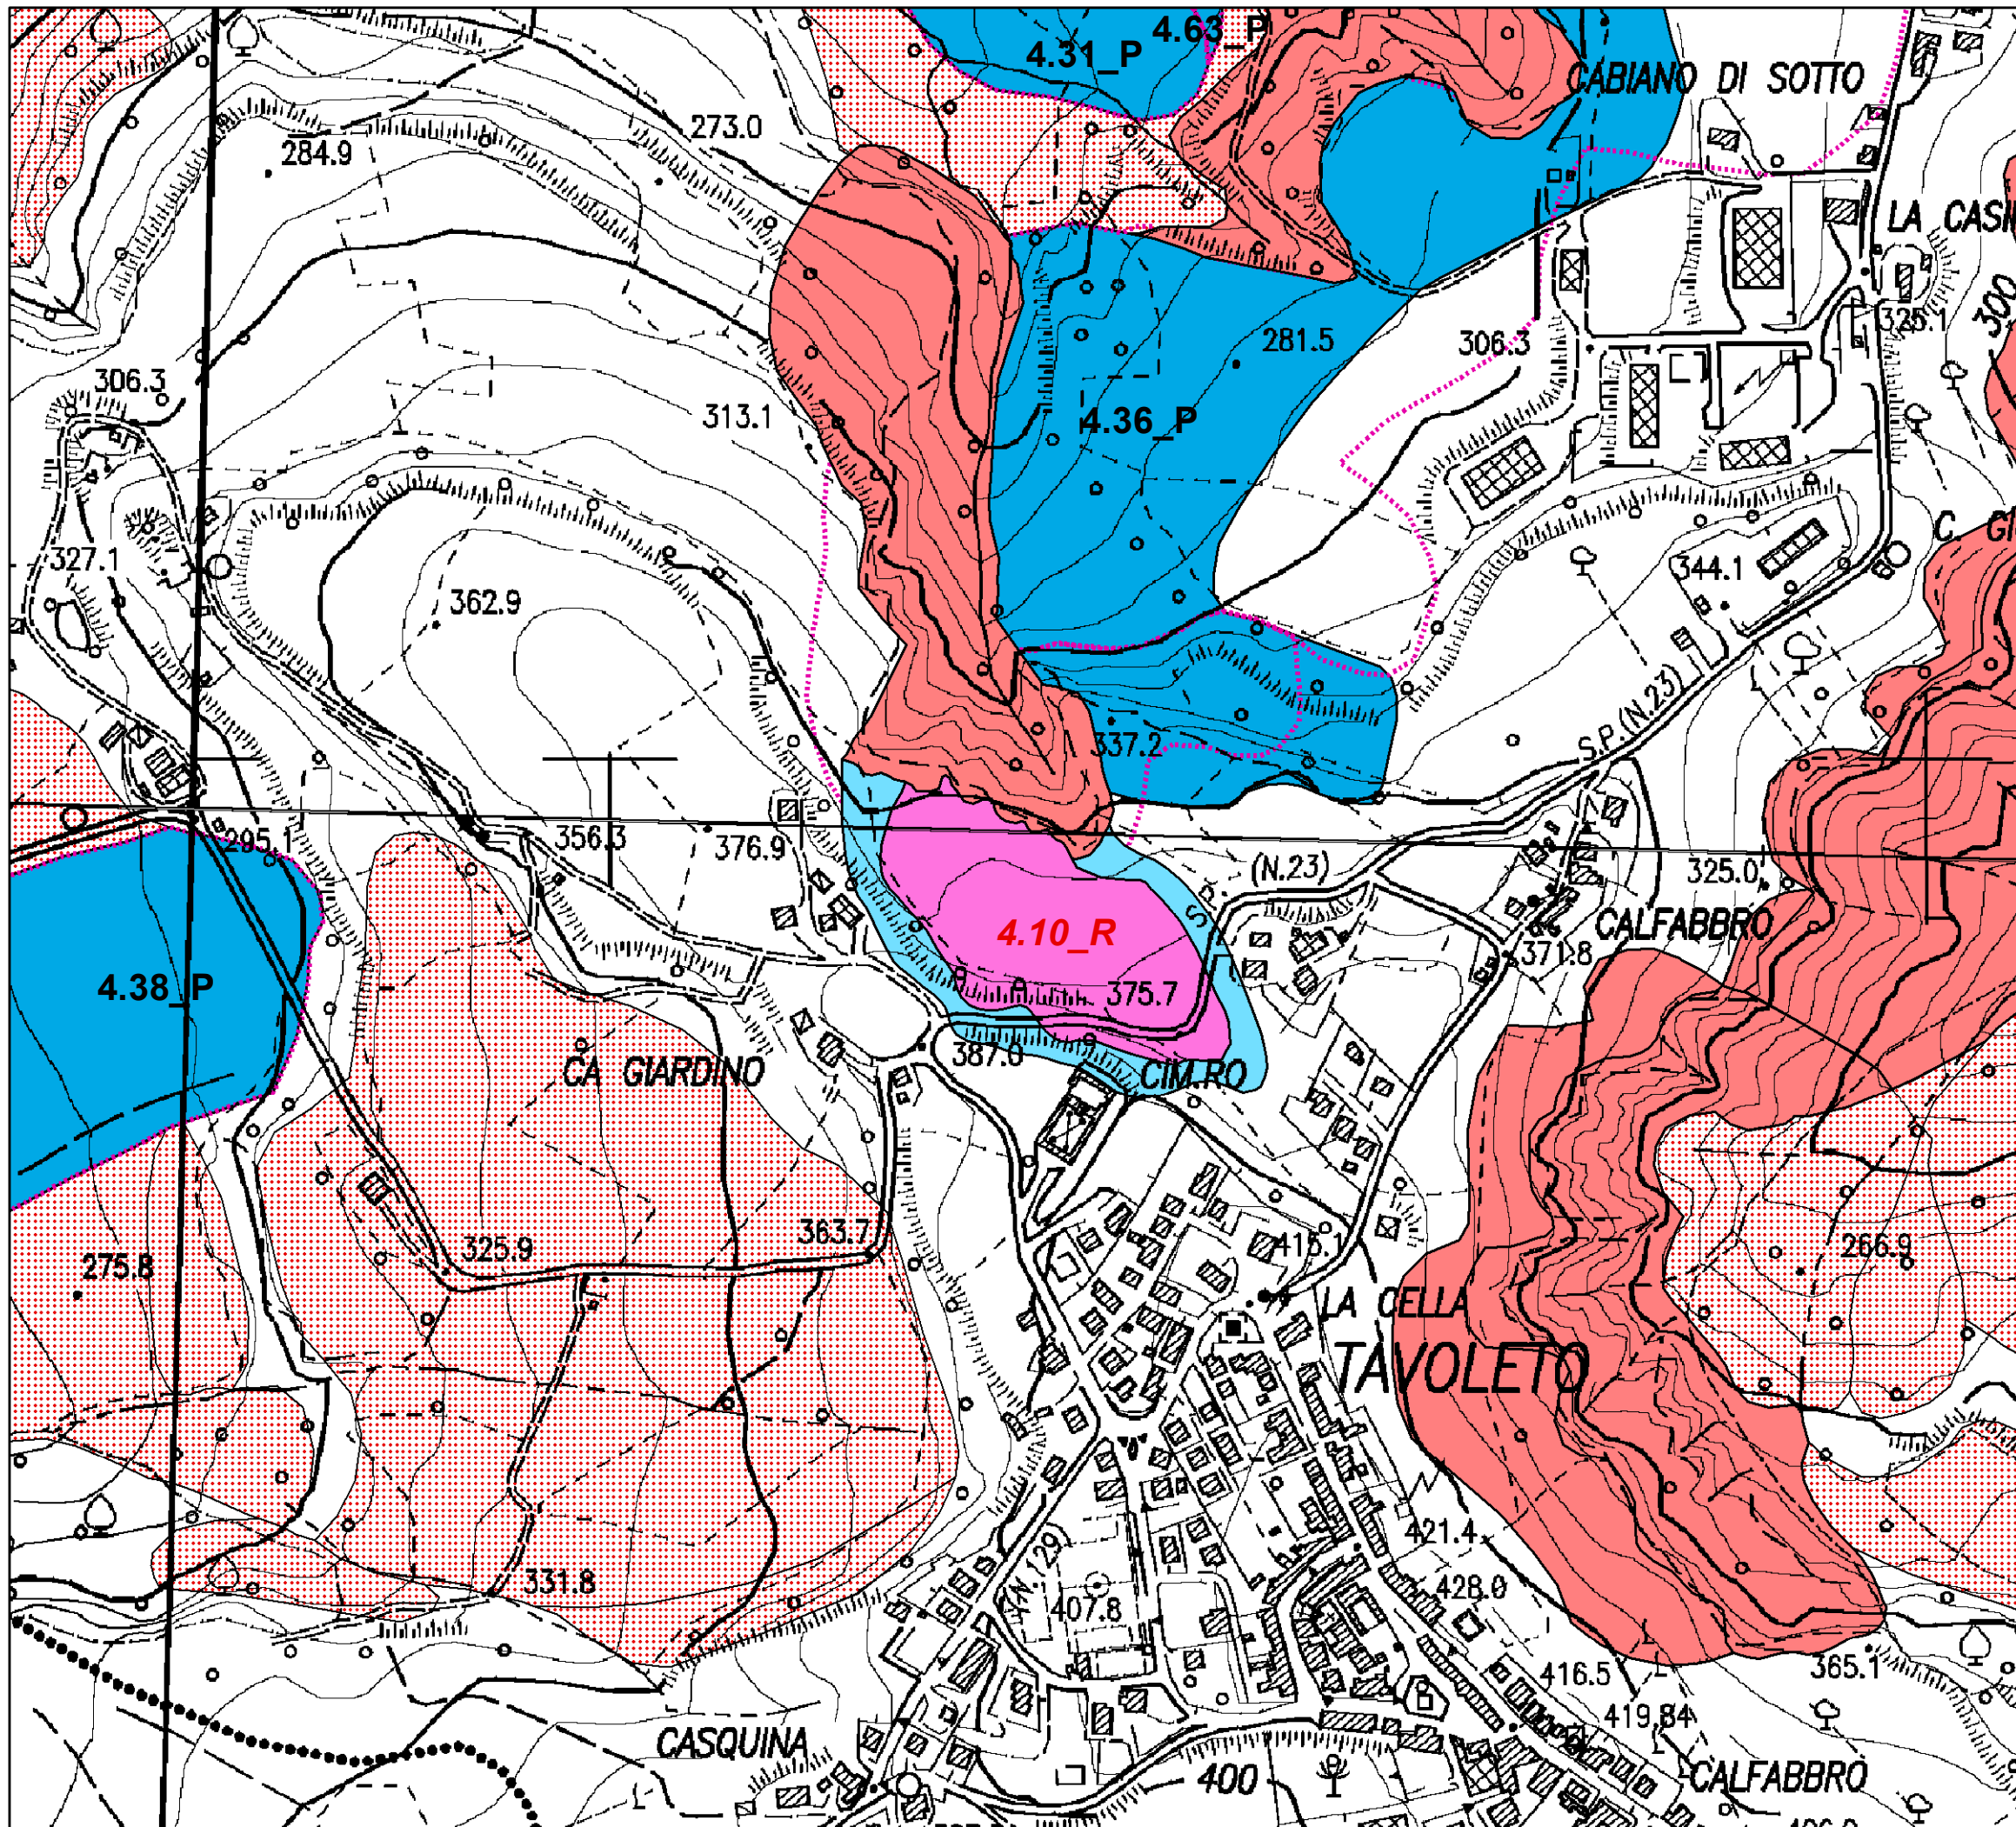 4.63_P
4.31_P
CABIANO DI SOTTO
273.0
284.9
LA CASI
300
325.1
281.5
306.3
306.3
313.1
4.36_P
C. GI
327.1
344.1
362.9
S.P.(N.23)
337.2
295.1
356.3
376.9
S.P. (N.23)
325.0
CALFABBRO
4.10_R
371.8
4.38_P
375.7
387.0
CA GIARDINO
CIM.RO
363.7
325.9
415.1
266.9
275.8
LA CELLA
TAVOLETO
421.4
331.8
428.0
(N.129)
407.8
416.5
365.1
419.84
CASQUINA
400
CALFABBRO